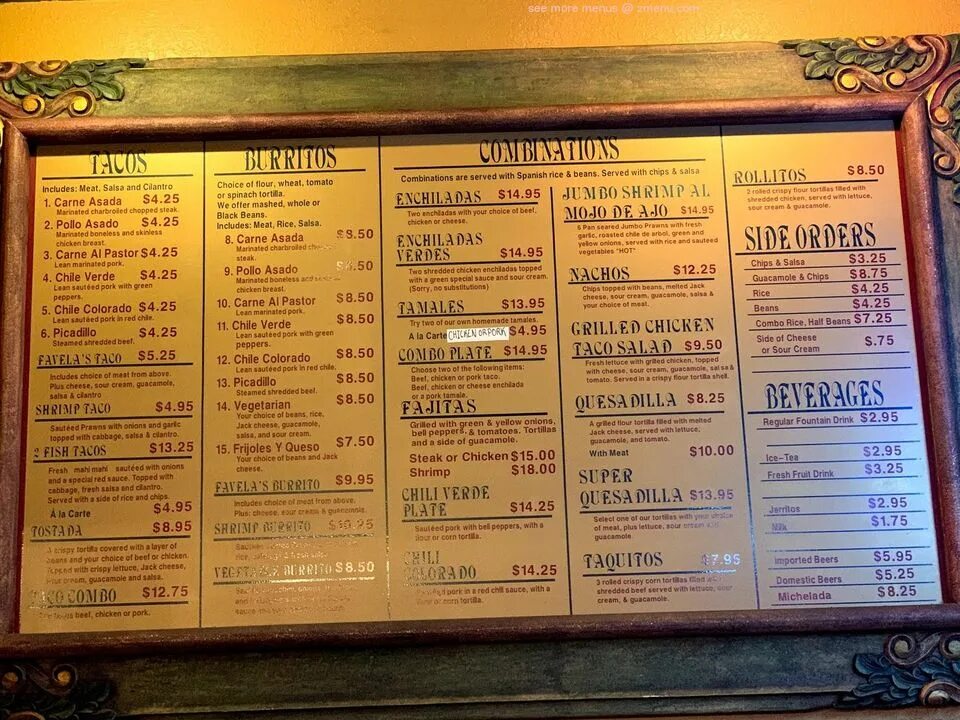 see more menus @ zmenu.com
TACOS
Includes: Meat, Salsa and Cilantro
1. Carne Asada $4.25
Marinated charbroiled chopped steak.
2. Pollo Asado $4.25
Marinated boneless and skinless
chicken breast.
3. Carne Al Pastor $4.25
Lean marinated pork.
4. Chile Verde $4.25
Lean sautéed pork with green
peppers.
5. Chile Colorado $4.25
Lean sautéed pork in red chile.
6. Picadillo $4.25
Steamed shredded beef.
FAVELA'S TACO $5.25
Includes choice of meat from above.
Plus cheese, sour cream, guacamole,
salsa & cilantro
SHRIMP TACO $4.95
Sautéed Prawns with onions and garlic
topped with cabbage, salsa & cilantro.
2 FISH TACOS $13.25
Fresh mahi mahi sautéed with onions
and a special red sauce. Topped with
cabbage, fresh salsa and cilantro.
Served with a side of rice and chips.
À la Carte $4.95
TOSTADA $8.95
A crispy tortilla covered with a layer of
beans and your choice of beef or chicken.
Topped with crispy lettuce, Jack cheese,
sour cream, guacamole and salsa.
TACO COMBO $12.75
beef, chicken or pork.
BURRITOS
Choice of flour, wheat, tomato
or spinach tortilla.
We offer mashed, whole or
Black Beans.
Includes: Meat, Rice, Salsa.
8. Carne Asada $8.50
Marinated charbroiled chopped
steak.
9. Pollo Asado .50
Marinated boneless and
chicken breast.
10. Carne Al Pastor $8.50
Lean marinated pork.
11. Chile Verde $8.50
Lean sautéed pork with green
peppers.
12. Chile Colorado $8.50
Lean sautéed pork in red chile.
13. Picadillo $8.50
Steamed shredded beef.
14. Vegetarian $8.50
Your choice of beans, rice,
Jack cheese, guacamole,
salsa, and sour cream.
15. Frijoles Y Queso $7.50
Your choice of beans and Jack
cheese.
FAVELA'S BURRITO $9.95
Includes choice of meat from above.
Plus: cheese, sour cream & guacamole.
SHRIMP BURRITO $10.25
VEGETABLE BURRITO $8.50
COMBINATIONS
Combinations are served with Spanish rice & beans. Served with chips & salsa
ENCHILADAS $14.95
Two enchiladas with your choice of beef,
chicken or cheese.
ENCHILADAS
VERDES $14.95
Two shredded chicken enchiladas topped
with a green special sauce and sour cream.
(Sorry, no substitutions)
TAMALES $13.95
Try two of our own homemade tamales.
A la Carte CHICKEN OR PORK $4.95
COMBO PLATE $14.95
Choose two of the following items:
Beef, chicken or pork taco.
Beef, chicken or cheese enchilada
or a pork tamale.
FAJITAS
Grilled with green & yellow onions,
bell peppers, & tomatoes. Tortillas
and a side of guacamole.
Steak or Chicken $15.00
Shrimp $18.00
CHILI VERDE
PLATE $14.25
Sautéed pork with bell peppers, with a
flour or corn tortilla.
CHILI
COLORADO $14.25
pork in a red chili sauce, with a
flour or corn tortilla.
JUMBO SHRIMP AL
MOJO DE AJO $14.95
6 Pan seared Jumbo Prawns with fresh
garlic, roasted chile de arbol, green and
yellow onions, served with rice and sauteed
vegetables "HOT"
NACHOS $12.25
Chips topped with beans, melted Jack
cheese, sour cream, guacamole, salsa &
your choice of meat.
GRILLED CHICKEN
TACO SALAD $9.50
Fresh lettuce with grilled chicken, topped
with cheese, sour cream, guacamole, salsa &
tomato. Served in a crispy flour tortilla shell.
QUESADILLA $8.25
A grilled flour tortilla filled with melted
Jack cheese, served with lettuce,
guacamole, and tomato.
With Meat $10.00
SUPER
QUESADILLA $13.95
Select one of our tortillas with your choice
of meat, plus lettuce, sour cream and
guacamole.
TAQUITOS $7.95
3 rolled crispy corn tortillas filled with
shredded beef served with lettuce, sour
cream, & guacamole.
ROLLITOS $8.50
2 rolled crispy flour tortillas filled with
shredded chicken, served with lettuce,
sour cream & guacamole.
SIDE ORDERS
Chips & Salsa $3.25
Guacamole & Chips $8.75
Rice $4.25
Beans $4.25
Combo Rice, Half Beans $7.25
Side of Cheese
or Sour Cream $.75
BEVERAGES
Regular Fountain Drink $2.95
Ice-Tea $2.95
Fresh Fruit Drink $3.25
Jarritos $2.95
Milk $1.75
Imported Beers $5.95
Domestic Beers $5.25
Michelada $8.25